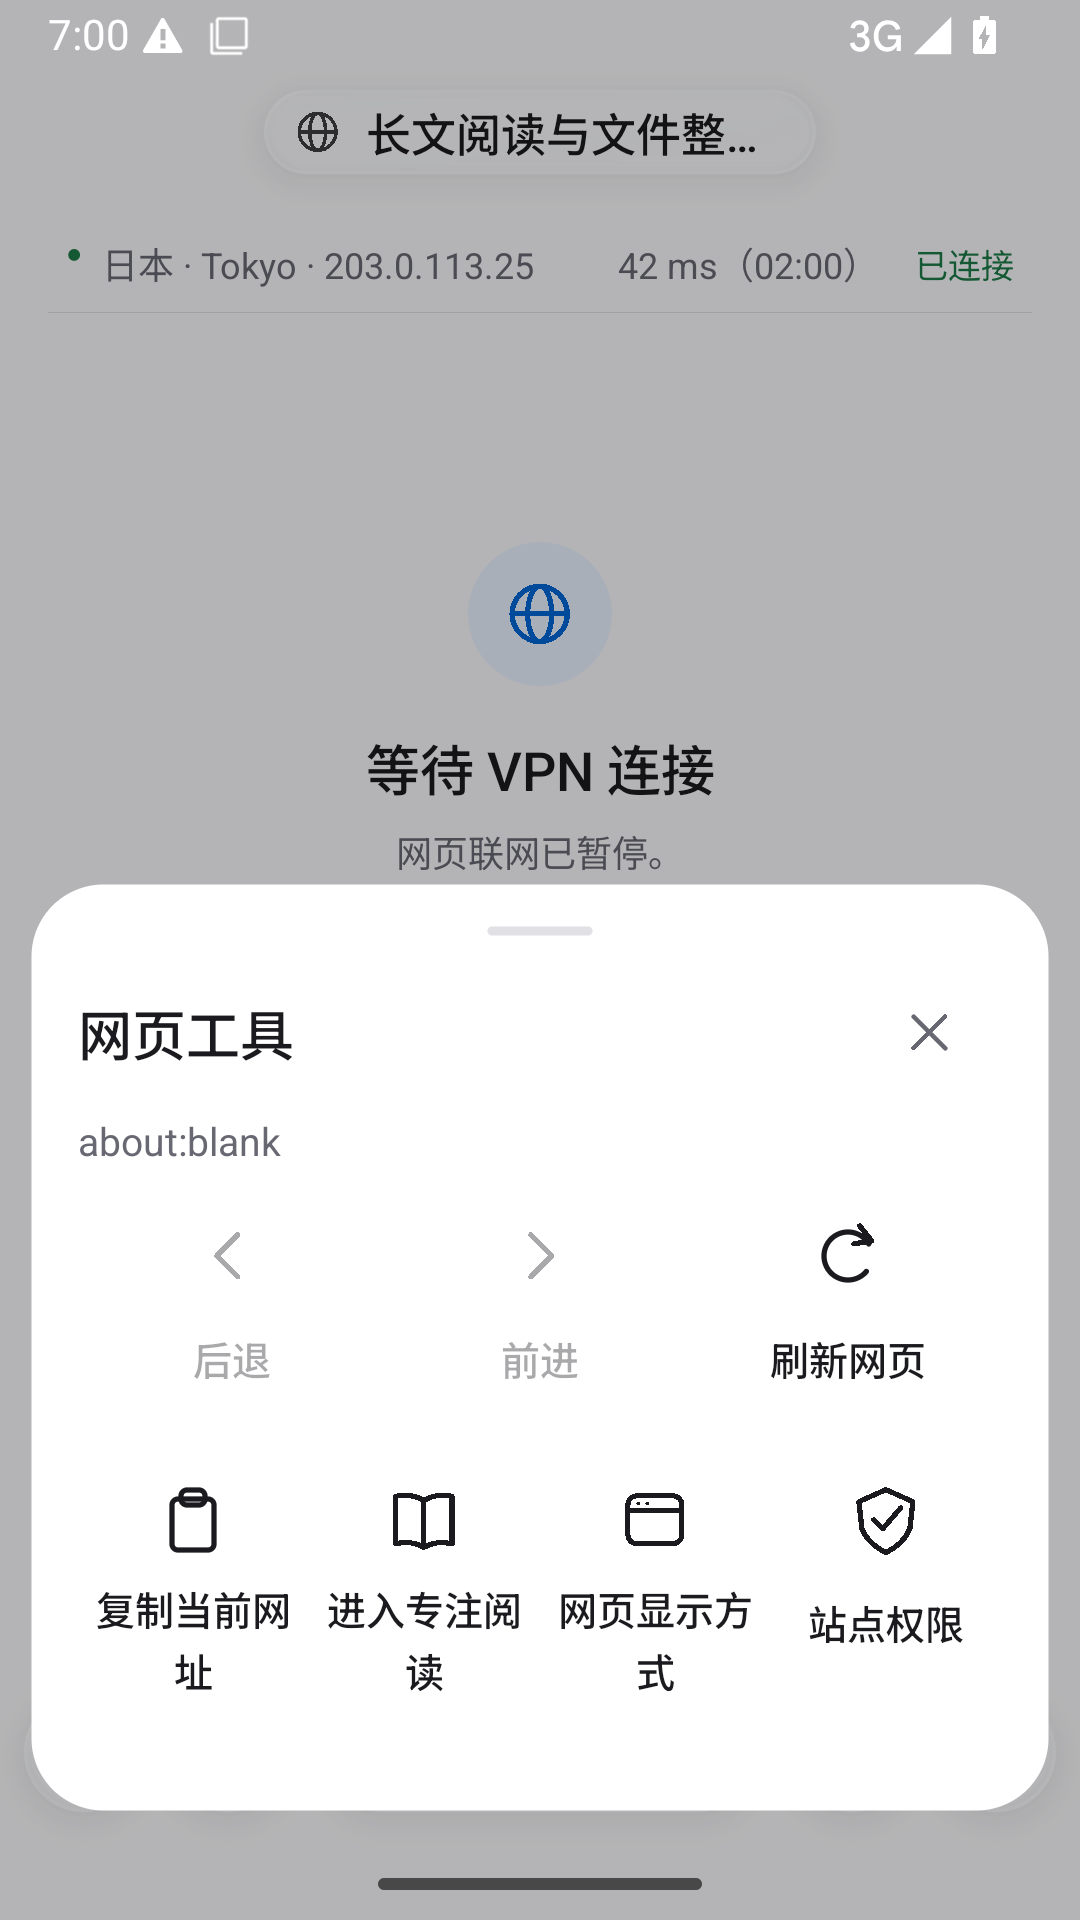 7:00
3G
长文阅读与文件整...
日本 · Tokyo · 203.0.113.25 42 ms（02:00） 已连接
等待 VPN 连接
网页联网已暂停。
网页工具
about:blank
后退 前进 刷新网页
复制当前网址
进入专注阅读
网页显示方式
站点权限